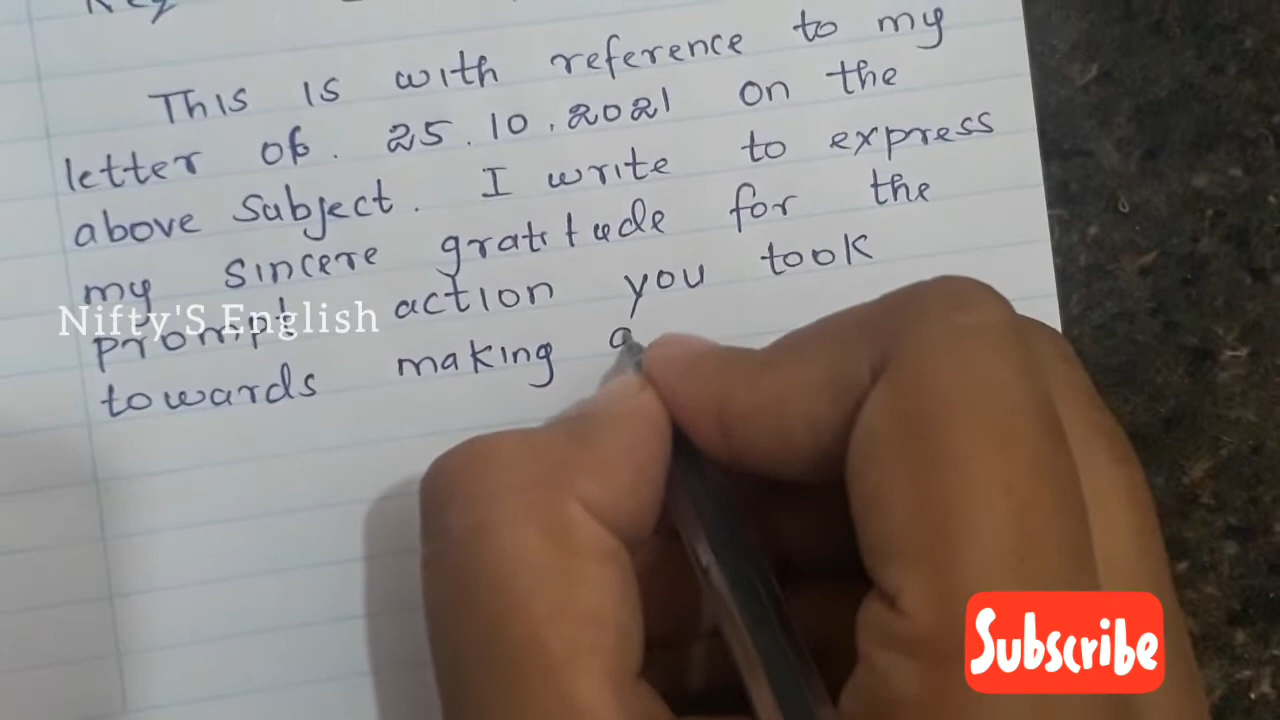 This is with reference to my
letter of. 25.10.2021 on the
above Subject. I write to express
my sincere gratitude for the
prompt action you took
towards making a
Nifty'S English
Subscribe